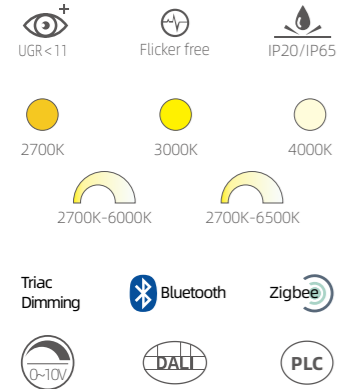 UGR<11
Flicker free
IP20/IP65
2700K
3000K
4000K
2700K-6000K
2700K-6500K
Triac
Dimming
Bluetooth
Zigbee
0~10V
DALI
PLC